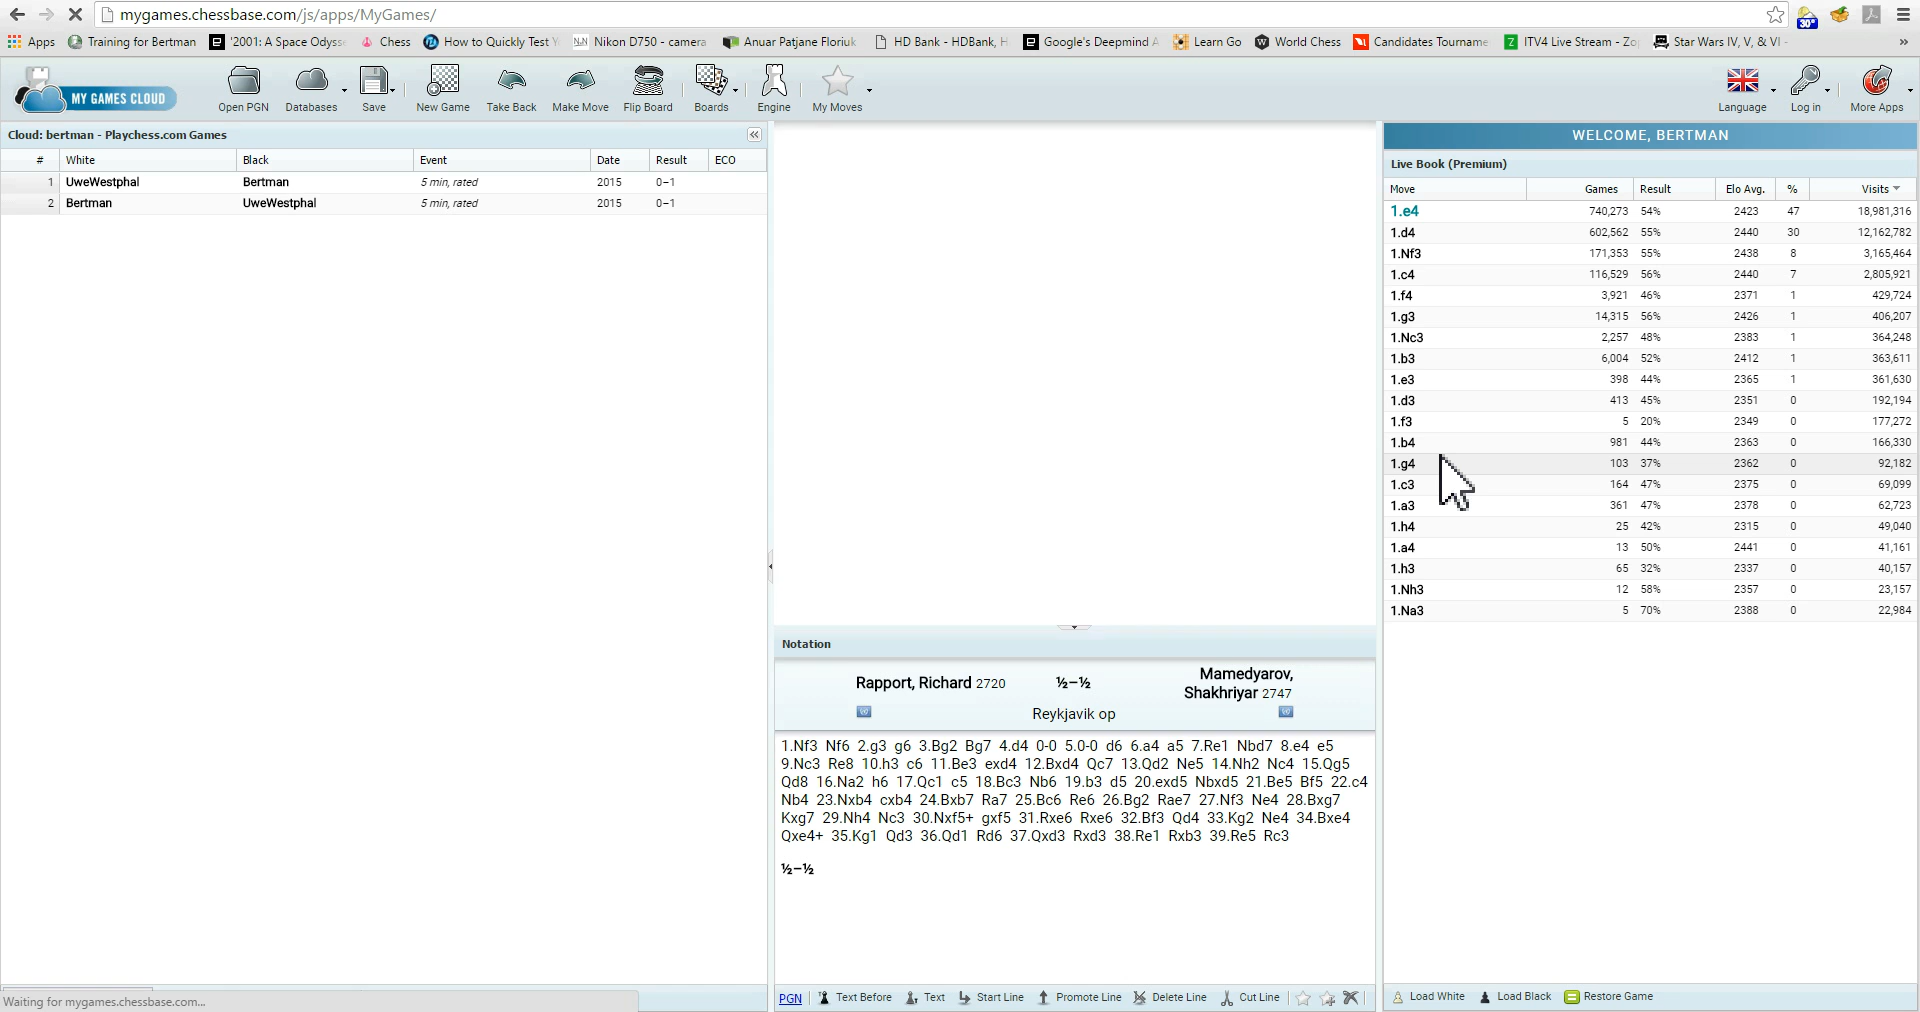 mygames.chessbase.com/js/apps/MyGames/
30°
Apps Training for Bertman '2001: A Space Odyss Chess How to Quickly Test Y Nikon D750 - camera Anuar Patjane Floriuk HD Bank - HDBank, H Google's Deepmind A Learn Go World Chess Candidates Tourname ITV4 Live Stream - Zo Star Wars IV, V, & VI - »
MY GAMES CLOUD
Open PGN Databases Save New Game Take Back Make Move Flip Board Boards Engine My Moves Language Log in More Apps
Cloud: bertman - Playchess.com Games
# White Black Event Date Result ECO
1 UweWestphal Bertman 5 min, rated 2015 0-1
2 Bertman UweWestphal 5 min, rated 2015 0-1
Waiting for mygames.chessbase.com...
Notation
Rapport, Richard 2720 ½-½ Mamedyarov, Shakhriyar 2747
Reykjavik op
1.Nf3 Nf6 2.g3 g6 3.Bg2 Bg7 4.d4 0-0 5.0-0 d6 6.a4 a5 7.Re1 Nbd7 8.e4 e5
9.Nc3 Re8 10.h3 c6 11.Be3 exd4 12.Bxd4 Qc7 13.Qd2 Ne5 14.Nh2 Nc4 15.Qg5
Qd8 16.Na2 h6 17.Qc1 c5 18.Bc3 Nb6 19.b3 d5 20.exd5 Nbxd5 21.Be5 Bf5 22.c4
Nb4 23.Nxb4 cxb4 24.Bxb7 Ra7 25.Bc6 Re6 26.Bg2 Rae7 27.Nf3 Ne4 28.Bxg7
Kxg7 29.Nh4 Nc3 30.Nxf5+ gxf5 31.Rxe6 Rxe6 32.Bf3 Qd4 33.Kg2 Ne4 34.Bxe4
Qxe4+ 35.Kg1 Qd3 36.Qd1 Rd6 37.Qxd3 Rxd3 38.Re1 Rxb3 39.Re5 Rc3
½-½
PGN Text Before Text Start Line Promote Line Delete Line Cut Line
WELCOME, BERTMAN
Live Book (Premium)
Move Games Result Elo Avg. % Visits
1.e4 740,273 54% 2423 47 18,981,316
1.d4 602,562 55% 2440 30 12,162,782
1.Nf3 171,353 55% 2438 8 3,165,464
1.c4 116,529 56% 2440 7 2,805,921
1.f4 3,921 46% 2371 1 429,724
1.g3 14,315 56% 2426 1 406,207
1.Nc3 2,257 48% 2383 1 364,248
1.b3 6,004 52% 2412 1 363,611
1.e3 398 44% 2365 1 361,630
1.d3 413 45% 2351 0 192,194
1.f3 5 20% 2349 0 177,272
1.b4 981 44% 2363 0 166,330
1.g4 103 37% 2362 0 92,182
1.c3 164 47% 2375 0 69,099
1.a3 361 47% 2378 0 62,723
1.h4 25 42% 2315 0 49,040
1.a4 13 50% 2441 0 41,161
1.h3 65 32% 2337 0 40,157
1.Nh3 12 58% 2357 0 23,157
1.Na3 5 70% 2388 0 22,984
Load White Load Black Restore Game